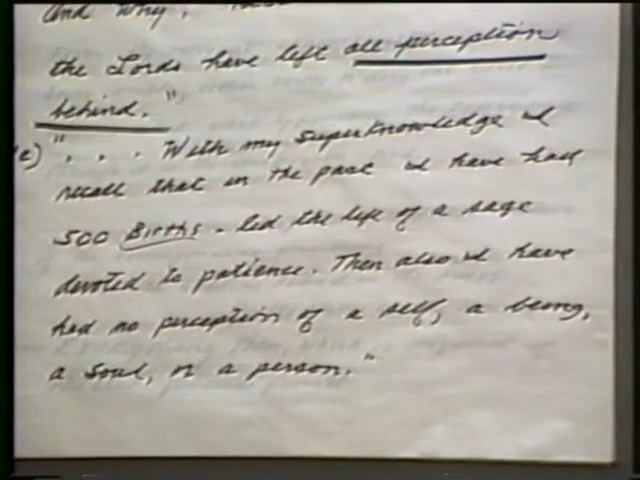 and why?
the Lords have left all perception
behind."
e) ". . . With my superknowledge I
recall that in the past I have had
500 Births - led the life of a sage
devoted to patience. Then also I have
had no perception of a self, a being,
a soul, or a person."